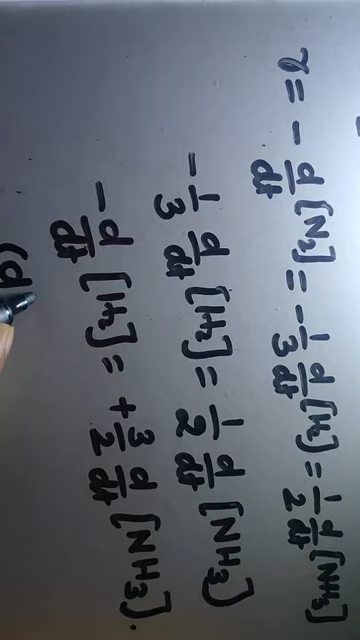 r = - d/dt [N₂] = - 1/3 d/dt [H₂] = 1/2 d/dt [NH₃]
- 1/3 d/dt [H₂] = 1/2 d/dt [NH₃)
- d/dt [H₂] = + 3/2 d/dt [NH₃].
(d